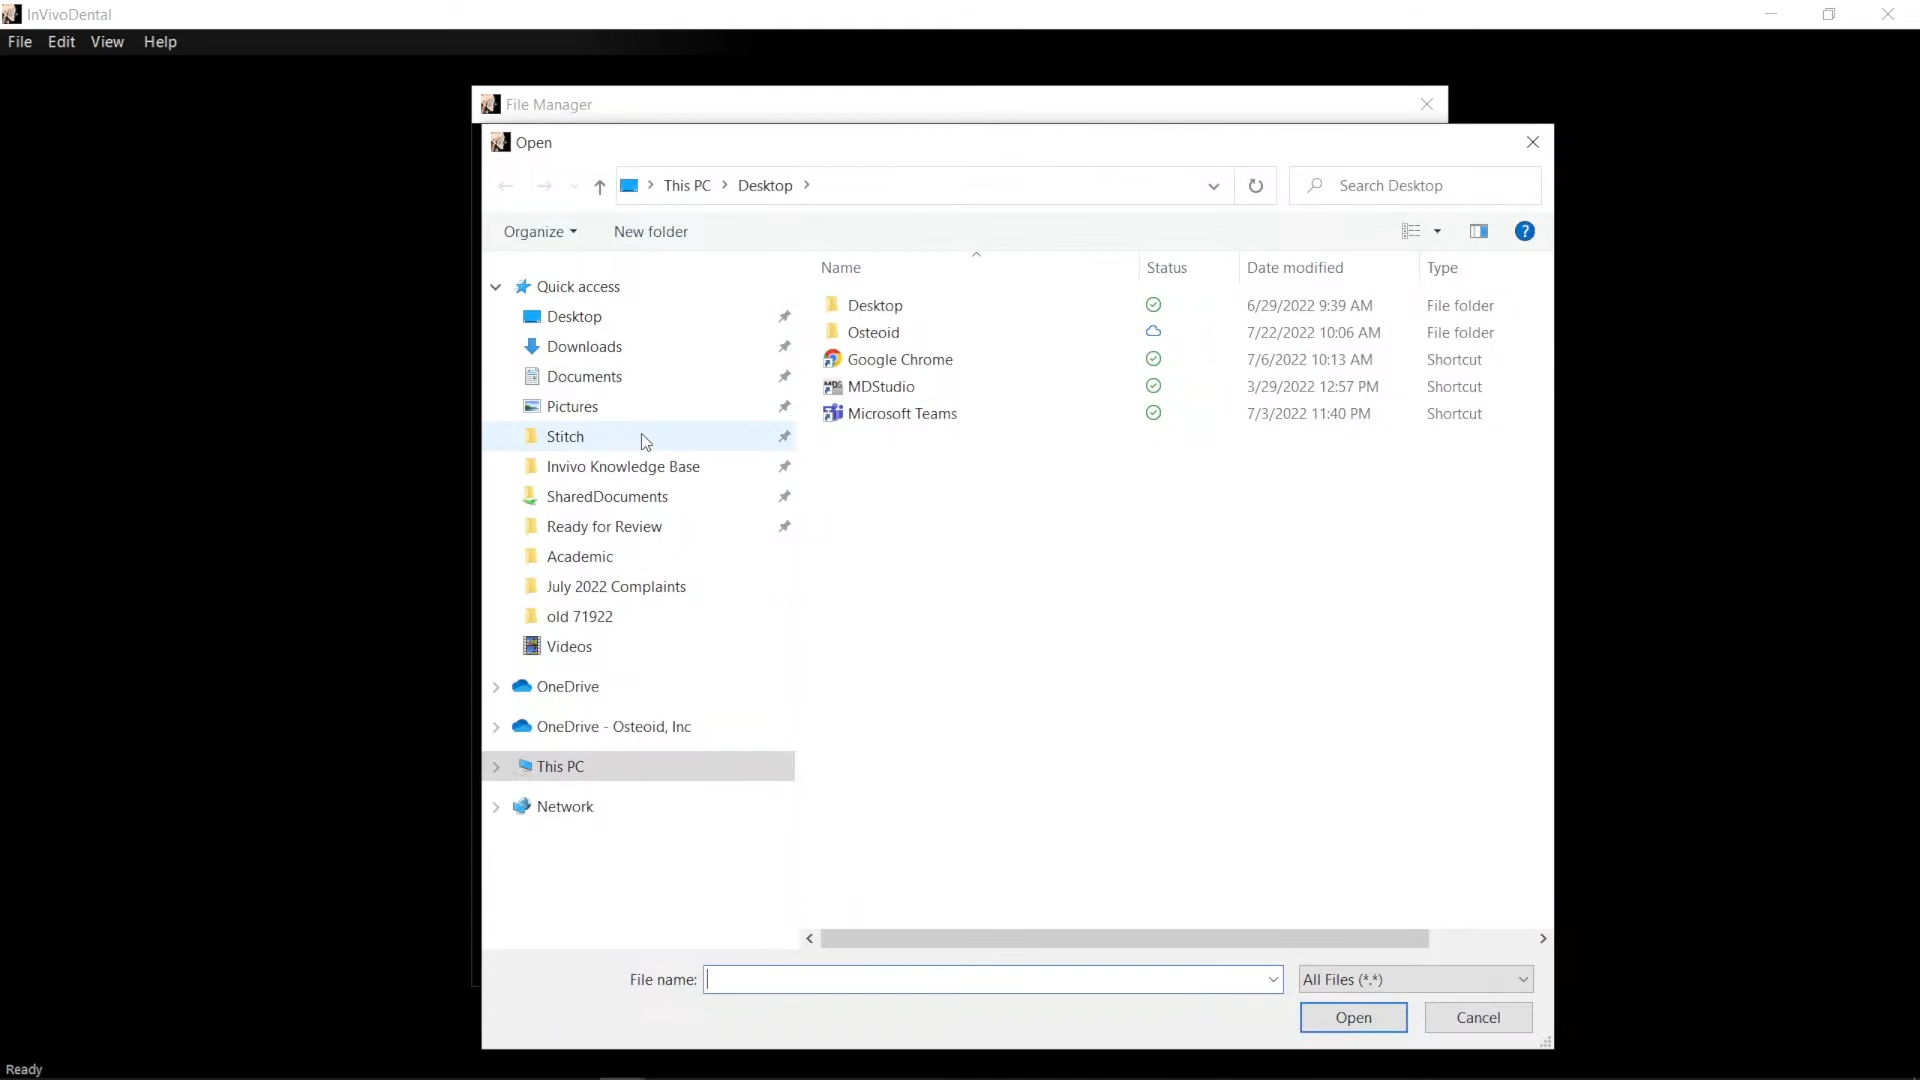 InVivoDental
File Edit View Help
File Manager
Open
This PC Desktop
Search Desktop
Organize New folder
Name Status Date modified Type
Quick access
Desktop
Downloads
Documents
Pictures
Stitch
Invivo Knowledge Base
SharedDocuments
Ready for Review
Academic
July 2022 Complaints
old 71922
Videos
OneDrive
OneDrive - Osteoid, Inc
This PC
Network
Desktop 6/29/2022 9:39 AM File folder
Osteoid 7/22/2022 10:06 AM File folder
Google Chrome 7/6/2022 10:13 AM Shortcut
MDStudio 3/29/2022 12:57 PM Shortcut
Microsoft Teams 7/3/2022 11:40 PM Shortcut
File name: All Files (*.*)
Open Cancel
Ready